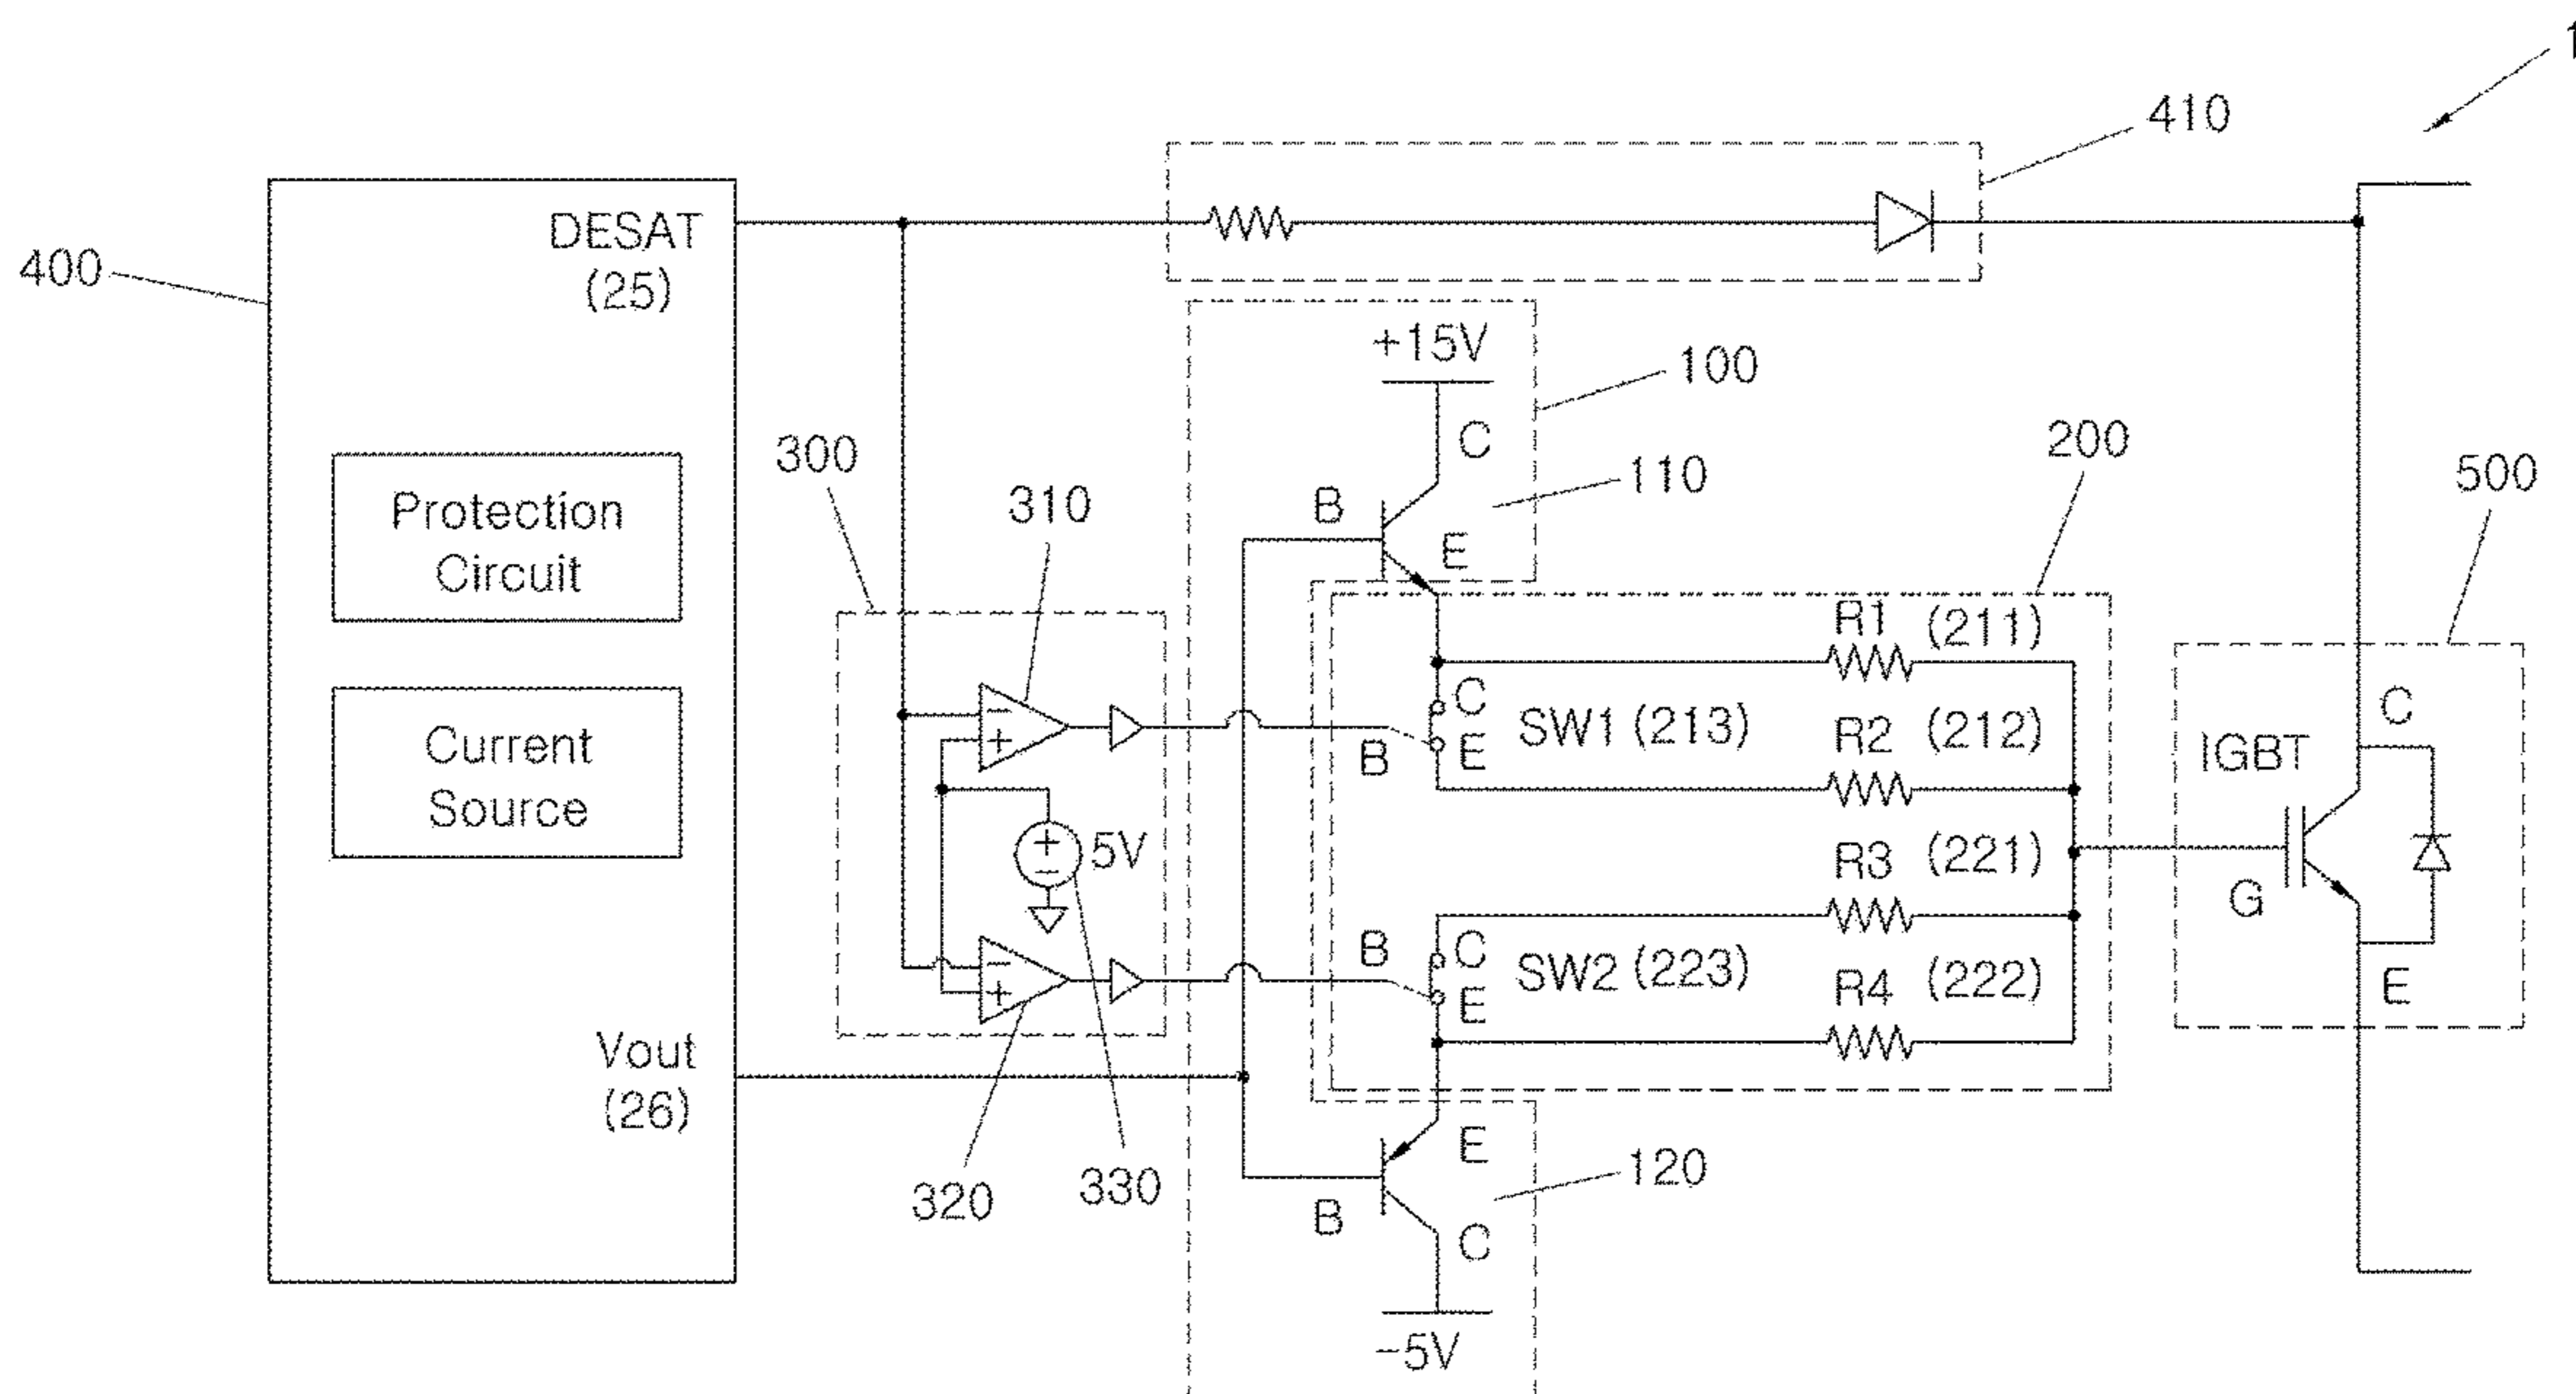 1
410
DESAT
(25)
400
+15V
100
C
110
B
E
300
310
200
500
Protection
Circuit
Current
Source
R1 (211)
C
SW1 (213)
B
E
R2 (212)
− +
+ − 5V
R3 (221)
IGBT
C
G
E
B
C
SW2 (223)
E
R4 (222)
− +
Vout
(26)
320
330
E
120
B
C
−5V